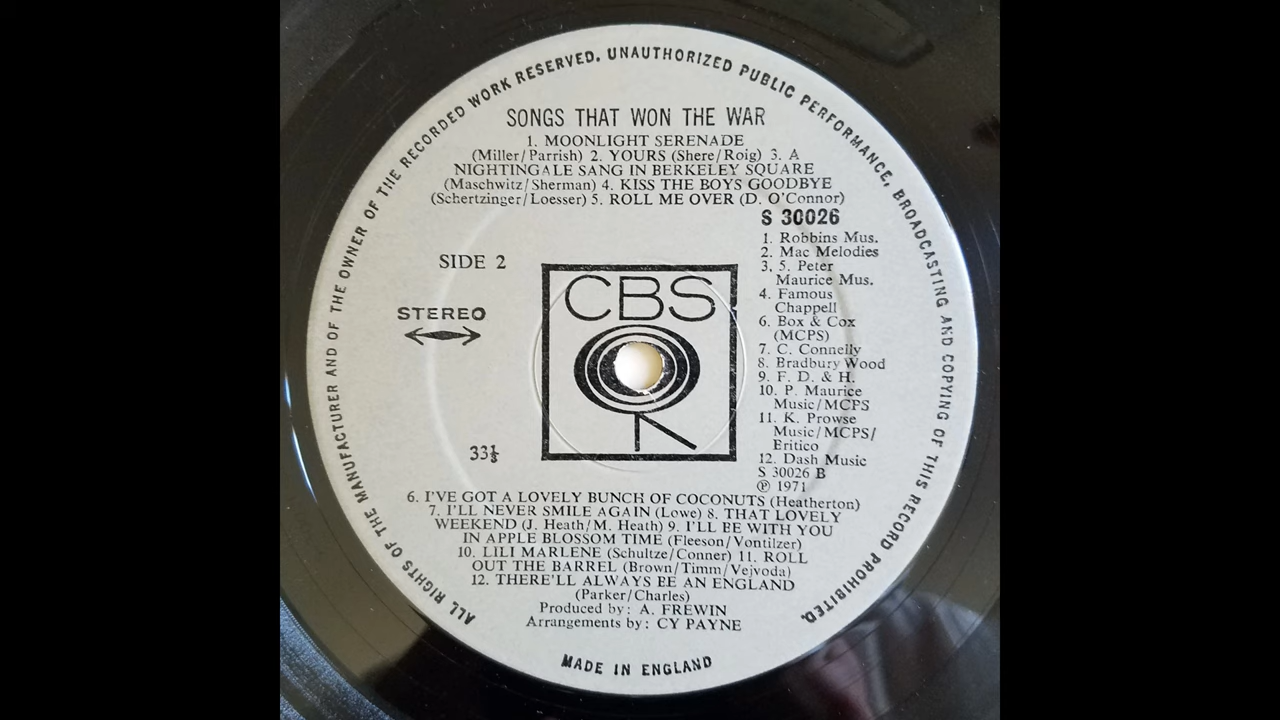 ALL RIGHTS OF THE MANUFACTURER AND OF THE OWNER OF THE RECORDED WORK RESERVED. UNAUTHORIZED PUBLIC PERFORMANCE, BROADCASTING AND COPYING OF THIS RECORD PROHIBITED.
SONGS THAT WON THE WAR
1. MOONLIGHT SERENADE
(Miller/Parrish) 2. YOURS (Shere/Roig) 3. A
NIGHTINGALE SANG IN BERKELEY SQUARE
(Maschwitz/Sherman) 4. KISS THE BOYS GOODBYE
(Schertzinger/Loesser) 5. ROLL ME OVER (D. O'Connor)
S 30026
SIDE 2
STEREO
33⅓
CBS
1. Robbins Mus.
2. Mac Melodies
3, 5. Peter
Maurice Mus.
4. Famous
Chappell
6. Box & Cox
(MCPS)
7. C. Connelly
8. Bradbury Wood
9. F. D. & H.
10. P. Maurice
Music/MCPS
11. K. Prowse
Music/MCPS/
Eritico
12. Dash Music
S 30026 B
℗ 1971
6. I'VE GOT A LOVELY BUNCH OF COCONUTS (Heatherton)
7. I'LL NEVER SMILE AGAIN (Lowe) 8. THAT LOVELY
WEEKEND (J. Heath/M. Heath) 9. I'LL BE WITH YOU
IN APPLE BLOSSOM TIME (Fleeson/Vontilzer)
10. LILI MARLENE (Schultze/Conner) 11. ROLL
OUT THE BARREL (Brown/Timm/Vejvoda)
12. THERE'LL ALWAYS BE AN ENGLAND
(Parker/Charles)
Produced by: A. FREWIN
Arrangements by: CY PAYNE
MADE IN ENGLAND